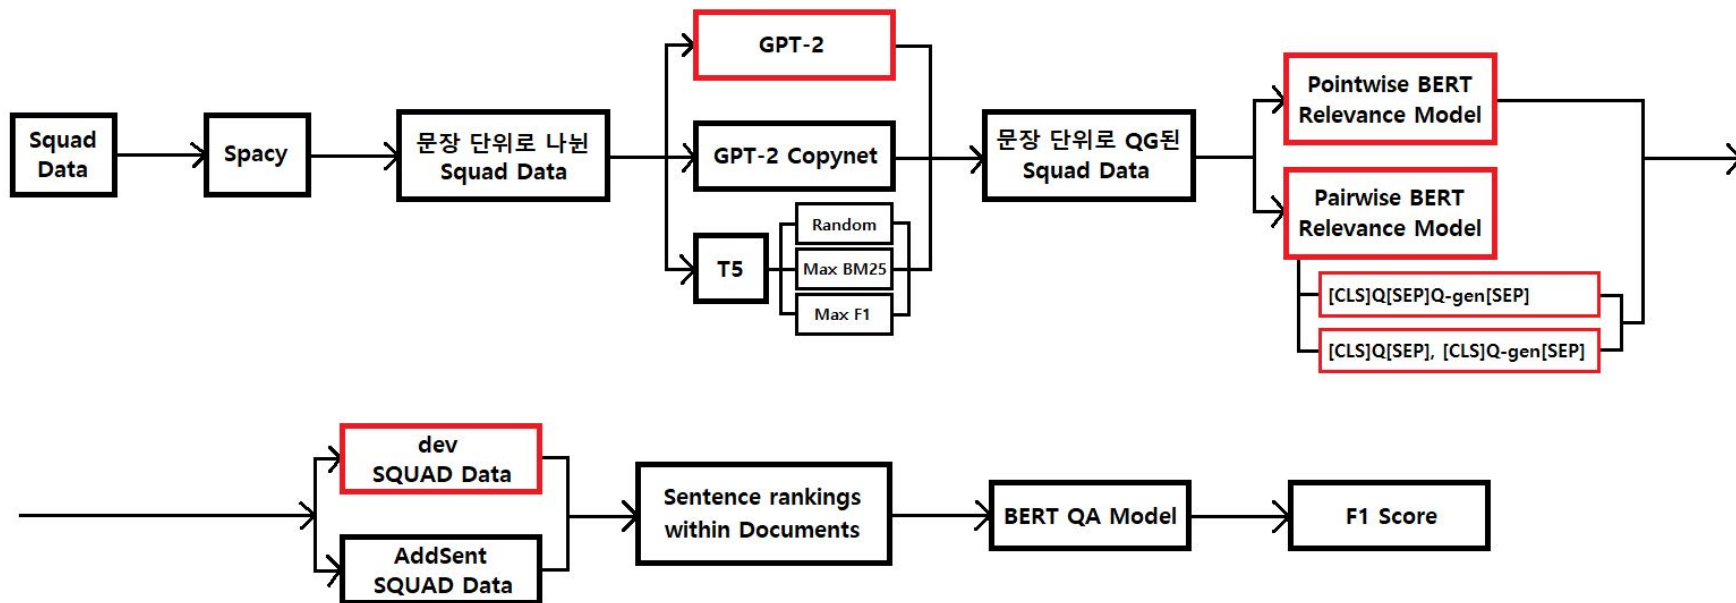 Squad
Data
Spacy
문장 단위로 나뉜
Squad Data
GPT-2
GPT-2 Copynet
T5
Random
Max BM25
Max F1
문장 단위로 QG된
Squad Data
Pointwise BERT
Relevance Model
Pairwise BERT
Relevance Model
[CLS]Q[SEP]Q-gen[SEP]
[CLS]Q[SEP], [CLS]Q-gen[SEP]
dev
SQUAD Data
AddSent
SQUAD Data
Sentence rankings
within Documents
BERT QA Model
F1 Score